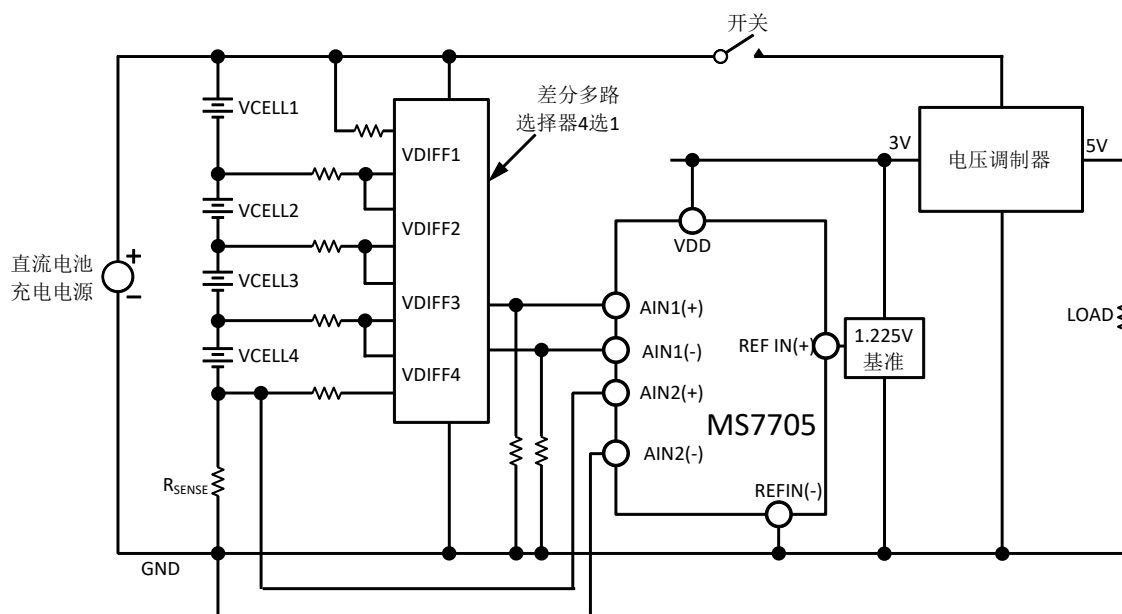 开关
VCELL1
差分多路
选择器4选1
VDIFF1
3V
电压调制器
5V
VCELL2
VDIFF2
VDD
直流电池
充电电源
+
−
VCELL3
VDIFF3
AIN1(+)
LOAD
REF IN(+)
1.225V
基准
VCELL4
AIN1(-)
VDIFF4
AIN2(+)
MS7705
AIN2(-)
RSENSE
REFIN(-)
GND